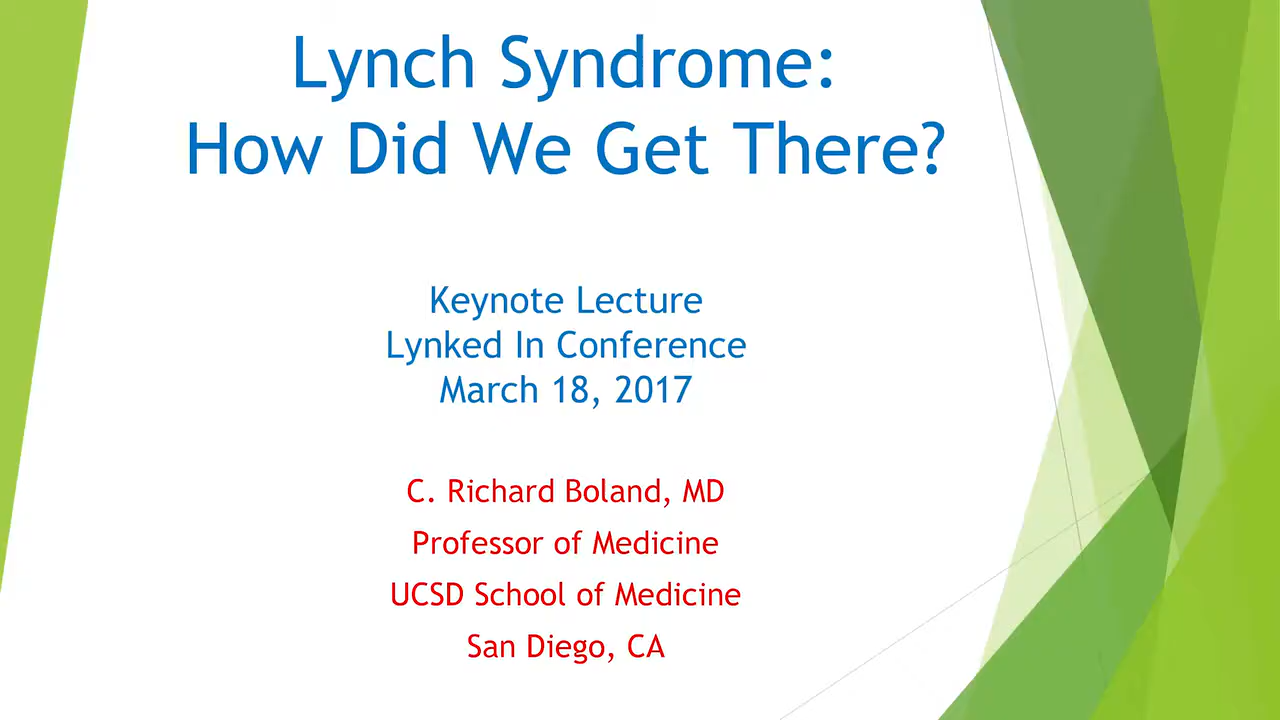 Lynch Syndrome:
How Did We Get There?
Keynote Lecture
Lynked In Conference
March 18, 2017
C. Richard Boland, MD
Professor of Medicine
UCSD School of Medicine
San Diego, CA